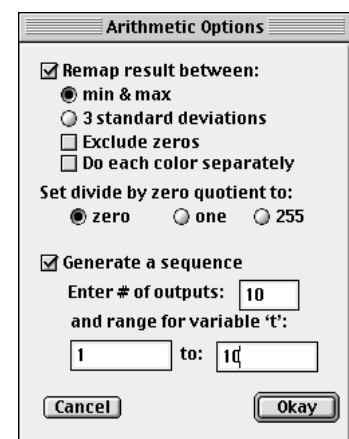 Arithmetic Options
Remap result between:
min & max
3 standard deviations
Exclude zeros
Do each color separately
Set divide by zero quotient to:
zero one 255
Generate a sequence
Enter # of outputs: 10
and range for variable ‘t’:
1 to: 10
Cancel Okay